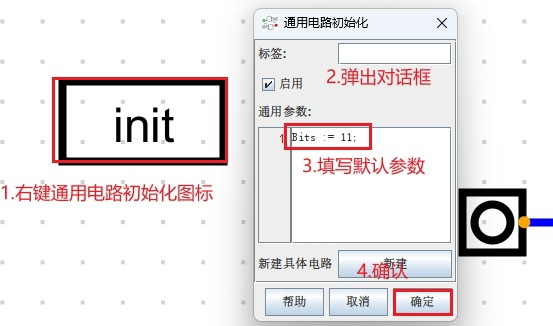 通用电路初始化
标签:
启用
2.弹出对话框
通用参数:
init
1 Bits := 11;
3.填写默认参数
1.右键通用电路初始化图标
新建具体电路
新建
4.确认
帮助
取消
确定